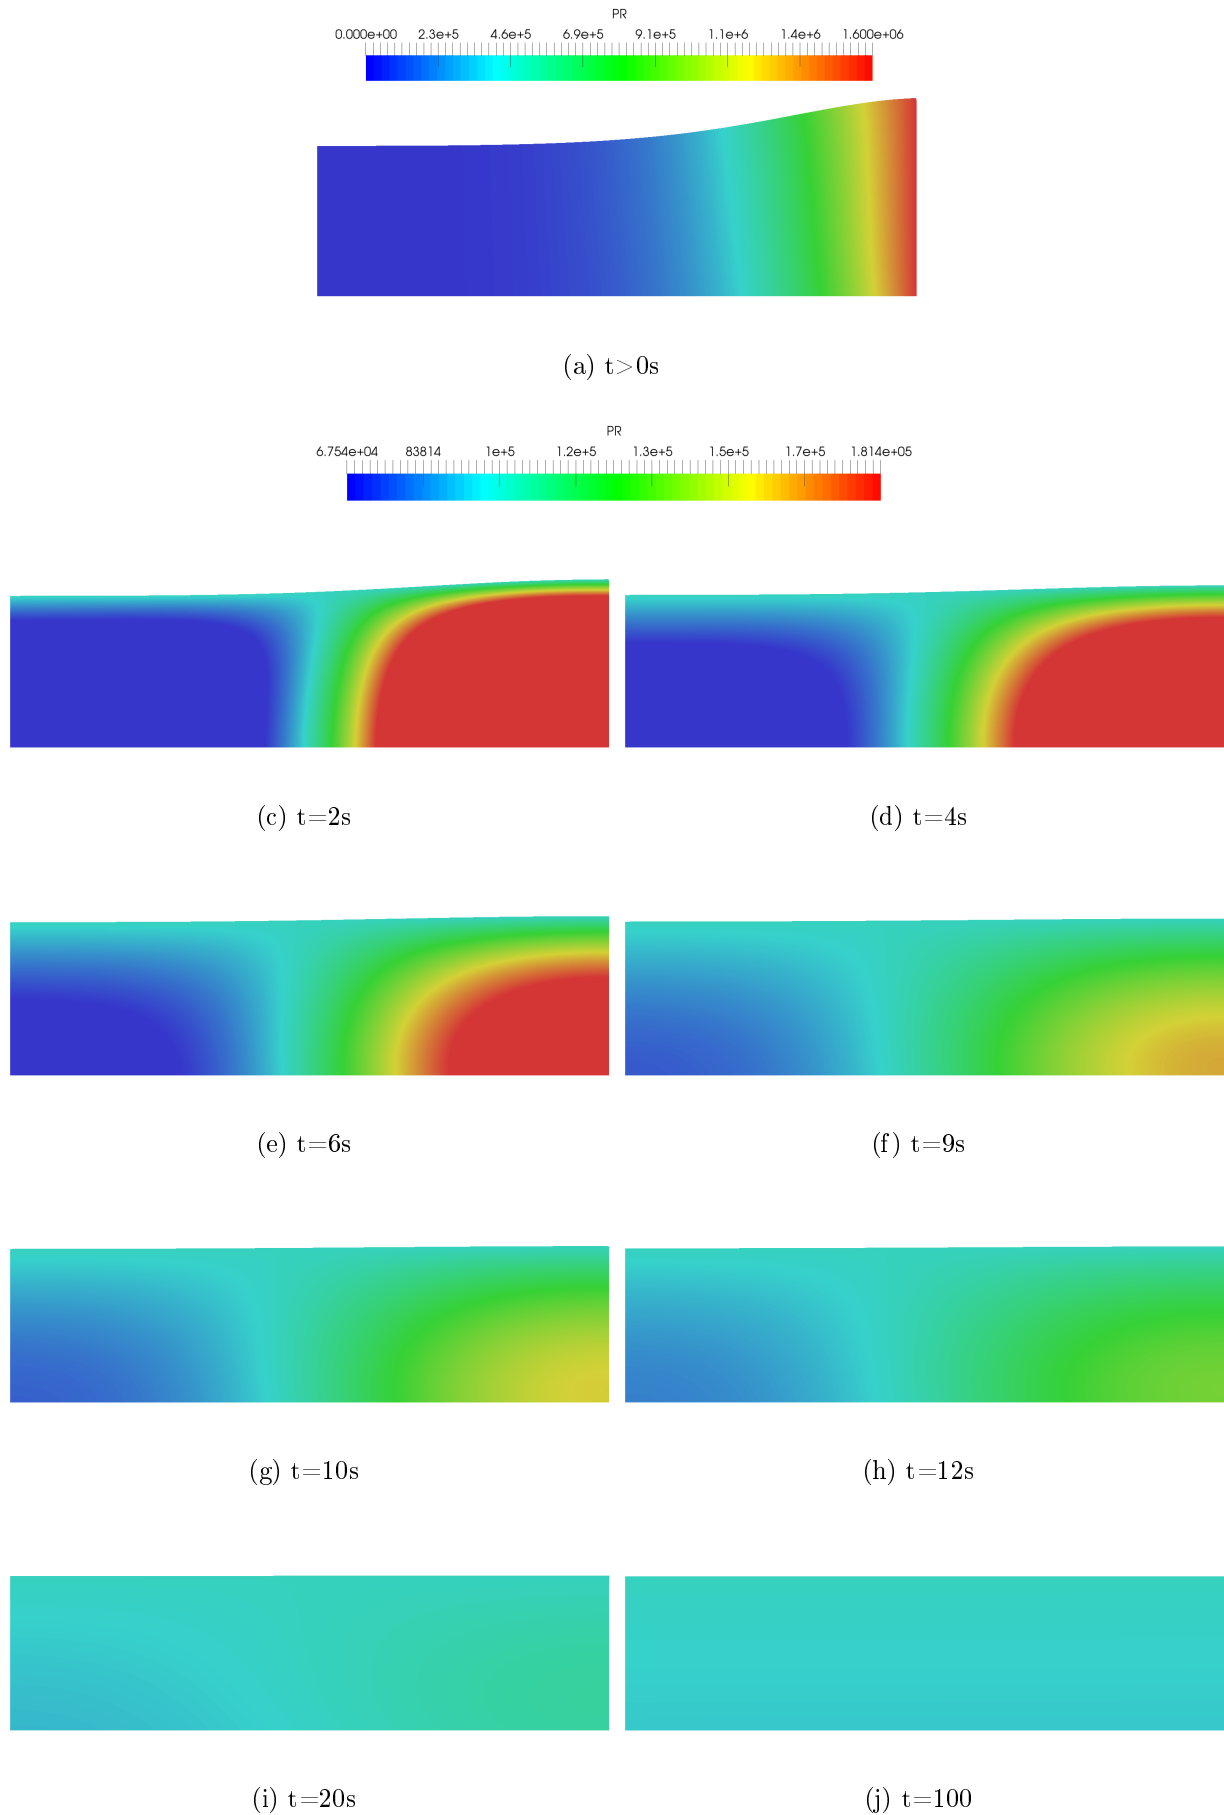 PR
0.000e+00 2.3e+5 4.6e+5 6.9e+5 9.1e+5 1.1e+6 1.4e+6 1.600e+06
(a) t>0s
PR
6.754e+04 83814 1e+5 1.2e+5 1.3e+5 1.5e+5 1.7e+5 1.814e+05
(c) t=2s (d) t=4s
(e) t=6s (f) t=9s
(g) t=10s (h) t=12s
(i) t=20s (j) t=100